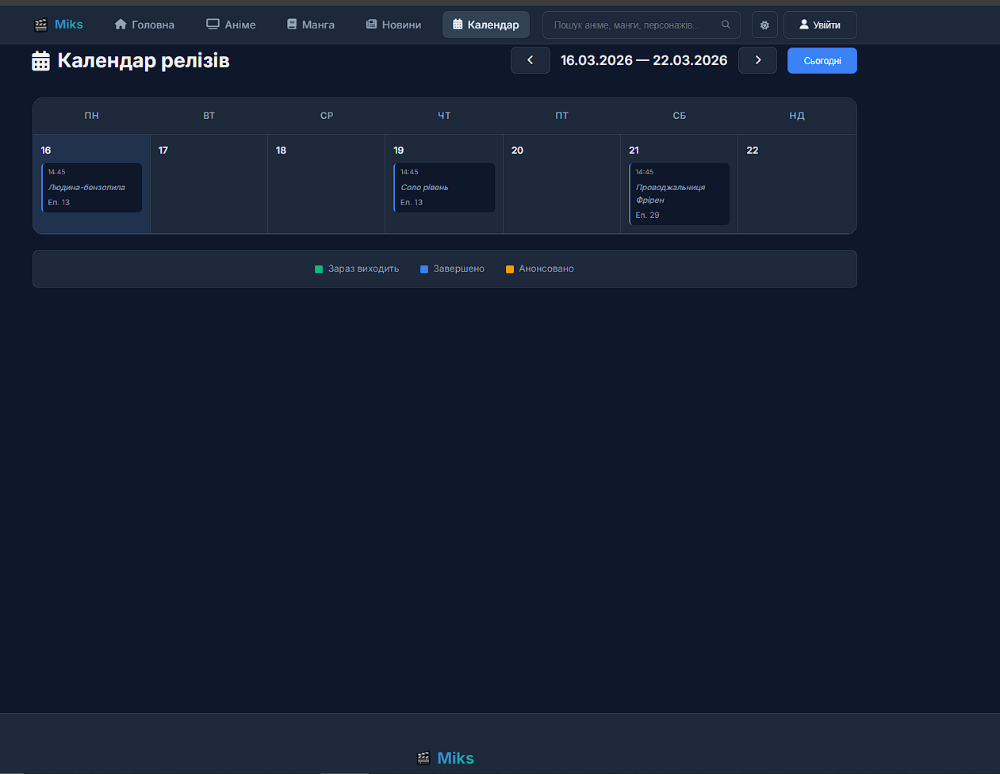 Miks Головна Аніме Манга Новини Календар Пошук аніме, манги, персонажів... Увійти
Календар релізів 16.03.2026 — 22.03.2026 Сьогодні
ПН ВТ СР ЧТ ПТ СБ НД
16 17 18 19 20 21 22
14:45 14:45 14:45
Людина-бензопила Соло рівень Проводжальниця
Фрірен
Еп. 13 Еп. 13 Еп. 29
Зараз виходить Завершено Анонсовано
Miks